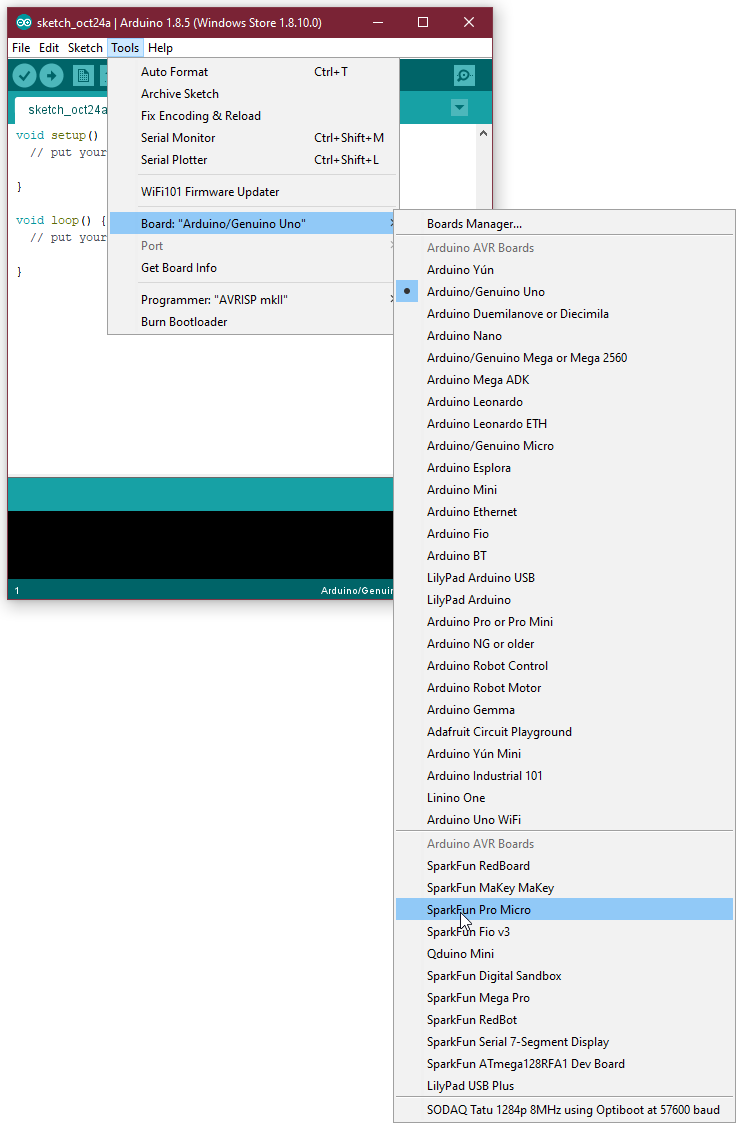 sketch_oct24a | Arduino 1.8.5 (Windows Store 1.8.10.0)
File Edit Sketch Tools Help
sketch_oct24a
void setup()
// put your
}
void loop() {
// put your
}
1
Auto Format Ctrl+T
Archive Sketch
Fix Encoding & Reload
Serial Monitor Ctrl+Shift+M
Serial Plotter Ctrl+Shift+L
WiFi101 Firmware Updater
Board: "Arduino/Genuino Uno"
Port
Get Board Info
Programmer: "AVRISP mkII"
Burn Bootloader
Boards Manager...
Arduino AVR Boards
Arduino Yún
Arduino/Genuino Uno
Arduino Duemilanove or Diecimila
Arduino Nano
Arduino/Genuino Mega or Mega 2560
Arduino Mega ADK
Arduino Leonardo
Arduino Leonardo ETH
Arduino/Genuino Micro
Arduino Esplora
Arduino Mini
Arduino Ethernet
Arduino Fio
Arduino BT
LilyPad Arduino USB
LilyPad Arduino
Arduino Pro or Pro Mini
Arduino NG or older
Arduino Robot Control
Arduino Robot Motor
Arduino Gemma
Adafruit Circuit Playground
Arduino Yún Mini
Arduino Industrial 101
Linino One
Arduino Uno WiFi
Arduino AVR Boards
SparkFun RedBoard
SparkFun MaKey MaKey
SparkFun Pro Micro
SparkFun Fio v3
Qduino Mini
SparkFun Digital Sandbox
SparkFun Mega Pro
SparkFun RedBot
SparkFun Serial 7-Segment Display
SparkFun ATmega128RFA1 Dev Board
LilyPad USB Plus
SODAQ Tatu 1284p 8MHz using Optiboot at 57600 baud